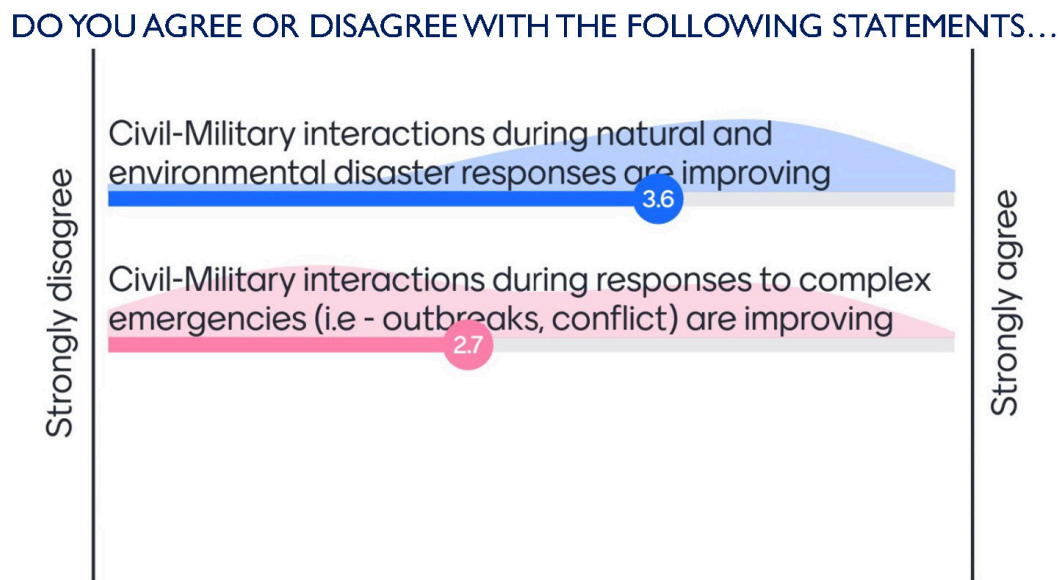 DO YOU AGREE OR DISAGREE WITH THE FOLLOWING STATEMENTS...
Strongly disagree
Civil-Military interactions during natural and
environmental disaster responses are improving
3.6
Civil-Military interactions during responses to complex
emergencies (i.e - outbreaks, conflict) are improving
2.7
Strongly agree